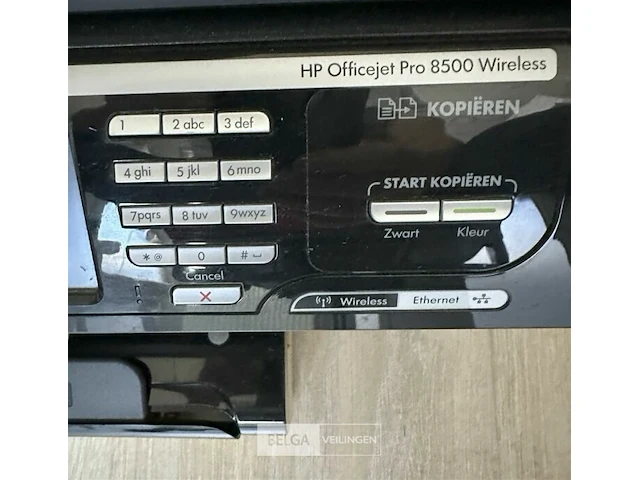 HP Officejet Pro 8500 Wireless
KOPIËREN
1 2 abc 3 def
4 ghi 5 jkl 6 mno
START KOPIËREN
7pqrs 8 tuv 9wxyz
Zwart Kleur
* @ 0 # ⌴
Cancel
Wireless Ethernet
BELGA VEILINGEN